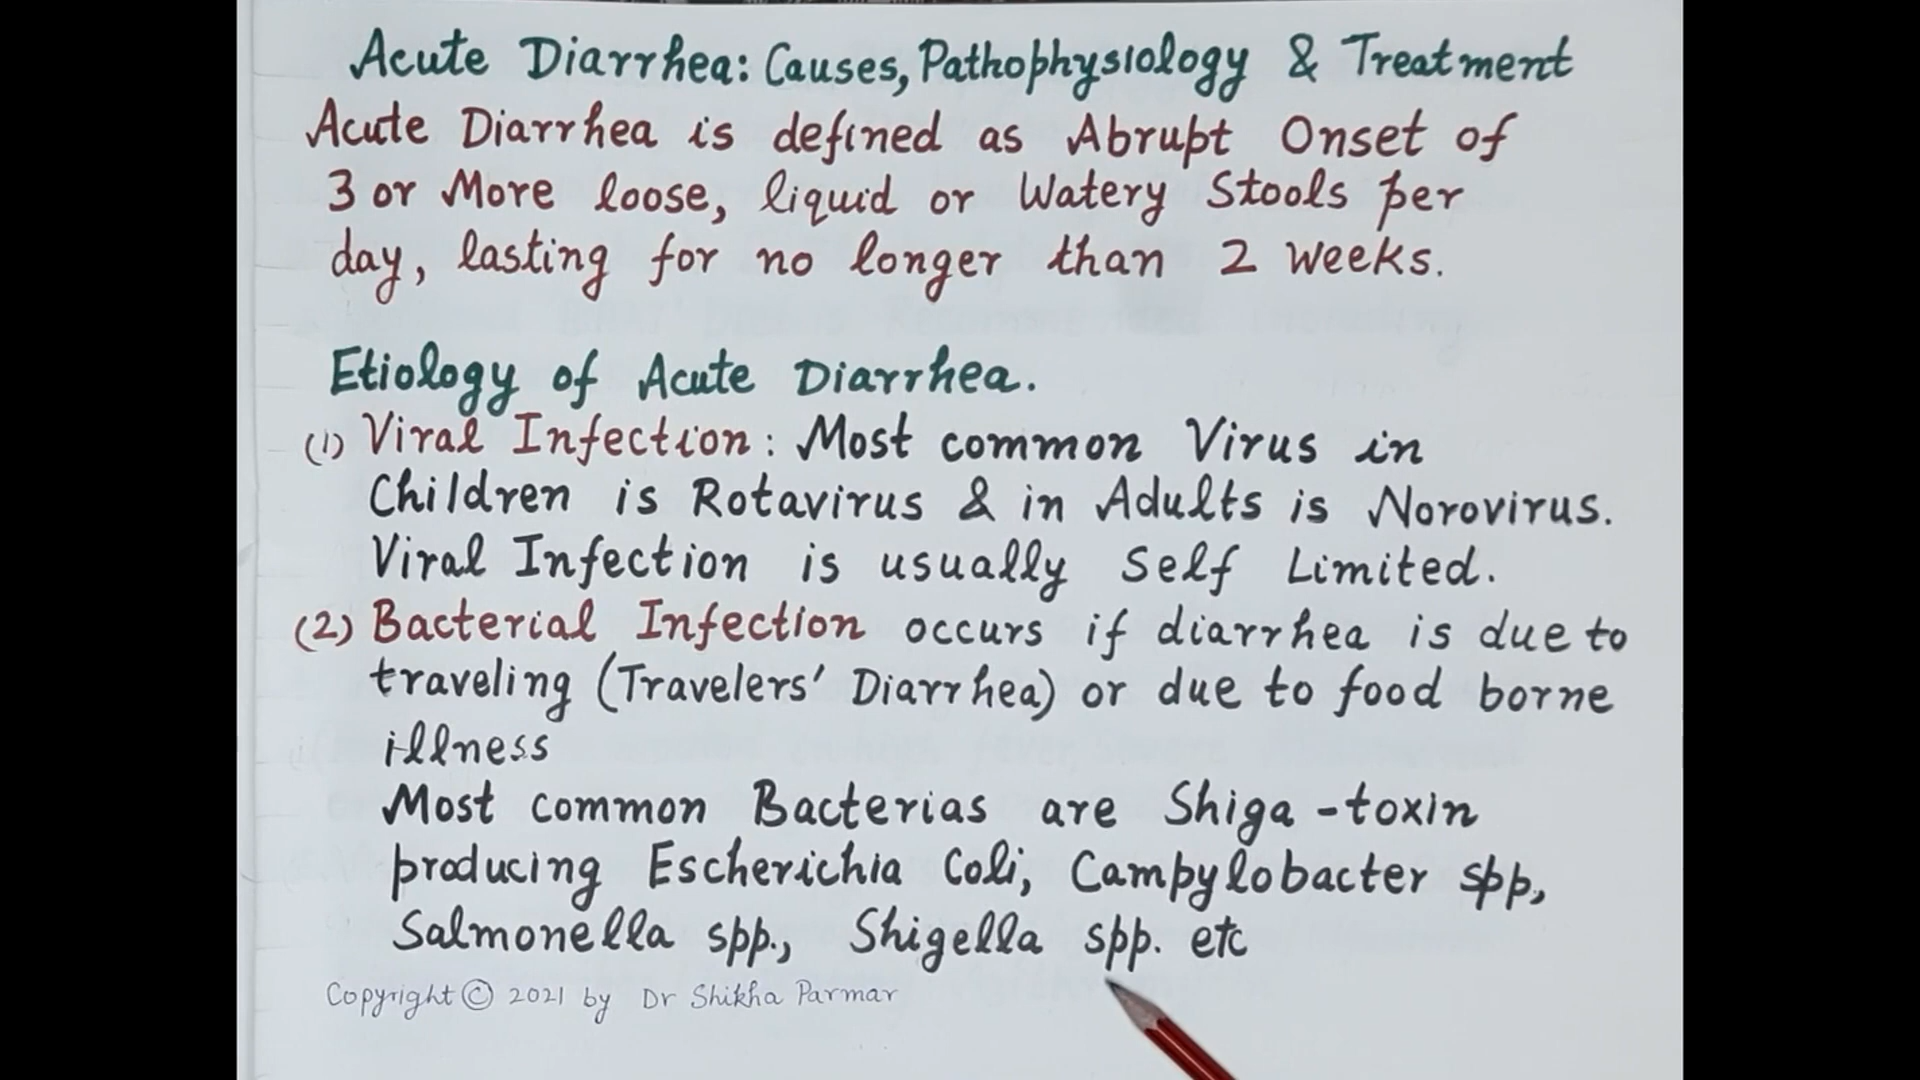 Acute Diarrhea: Causes, Pathophysiology & Treatment
Acute Diarrhea is defined as Abrupt Onset of
3 or More loose, liquid or Watery Stools per
day, lasting for no longer than 2 weeks.
Etiology of Acute Diarrhea.
(1) Viral Infection: Most common Virus in
Children is Rotavirus & in Adults is Norovirus.
Viral Infection is usually Self Limited.
(2) Bacterial Infection occurs if diarrhea is due to
traveling (Travelers' Diarrhea) or due to food borne
illness
Most common Bacterias are Shiga-toxin
producing Escherichia Coli, Campylobacter spp,
Salmonella spp., Shigella spp. etc
Copyright © 2021 by Dr Shikha Parmar